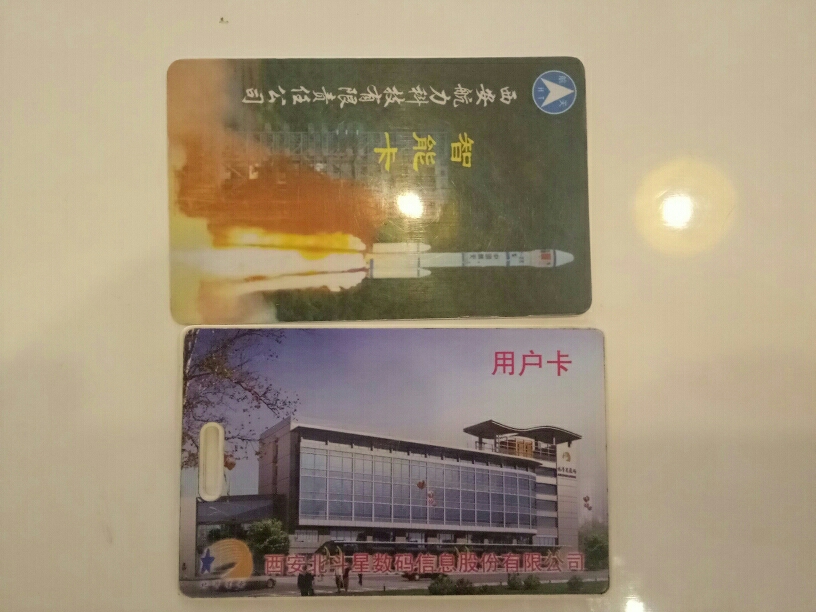 西安航力科技有限责任公司
智能卡
用户卡
西安北斗星数码信息股份有限公司